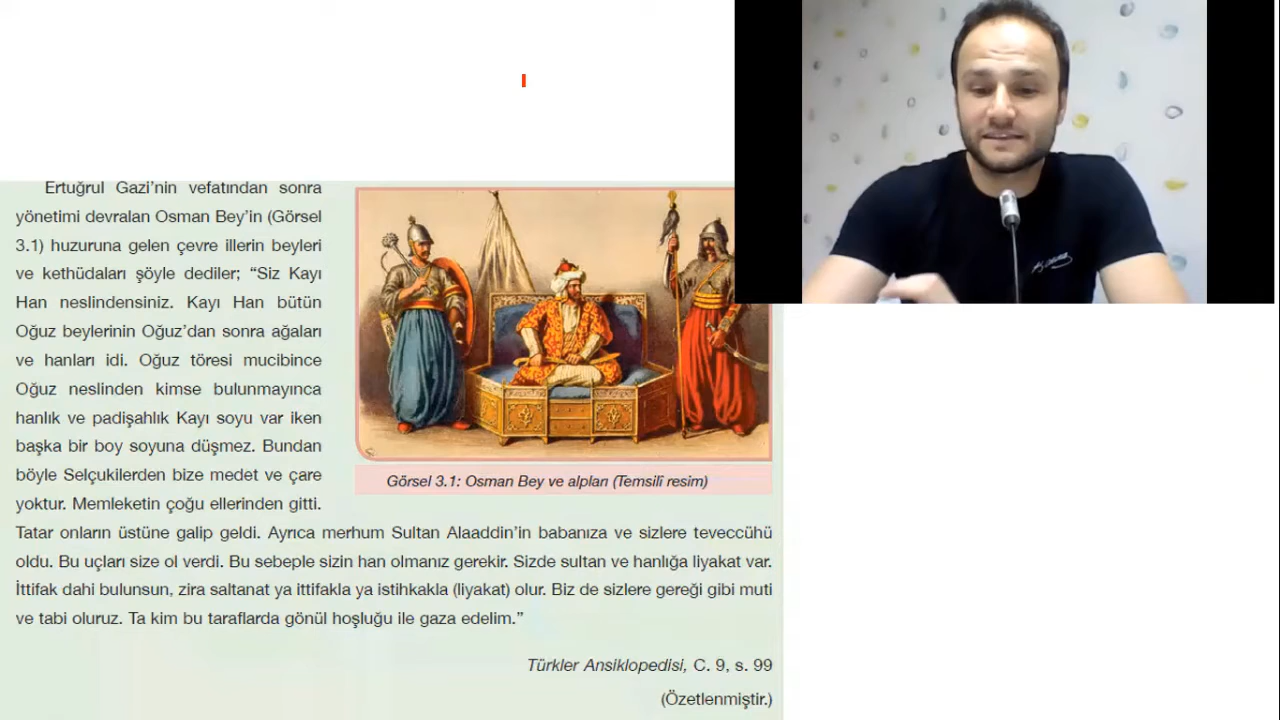 Ertuğrul Gazi’nin vefatından sonra
yönetimi devralan Osman Bey’in (Görsel
3.1) huzuruna gelen çevre illerin beyleri
ve kethüdaları şöyle dediler; “Siz Kayı
Han neslindensiniz. Kayı Han bütün
Oğuz beylerinin Oğuz’dan sonra ağaları
ve hanları idi. Oğuz töresi mucibince
Oğuz neslinden kimse bulunmayınca
hanlık ve padişahlık Kayı soyu var iken
başka bir boy soyuna düşmez. Bundan
böyle Selçukilerden bize medet ve çare
yoktur. Memleketin çoğu ellerinden gitti.
Tatar onların üstüne galip geldi. Ayrıca merhum Sultan Alaaddin’in babanıza ve sizlere teveccühü
oldu. Bu uçları size ol verdi. Bu sebeple sizin han olmanız gerekir. Sizde sultan ve hanlığa liyakat var.
İttifak dahi bulunsun, zira saltanat ya ittifakla ya istihkakla (liyakat) olur. Biz de sizlere gereği gibi muti
ve tabi oluruz. Ta kim bu taraflarda gönül hoşluğu ile gaza edelim.”
Görsel 3.1: Osman Bey ve alpları (Temsilî resim)
Türkler Ansiklopedisi, C. 9, s. 99
(Özetlenmiştir.)